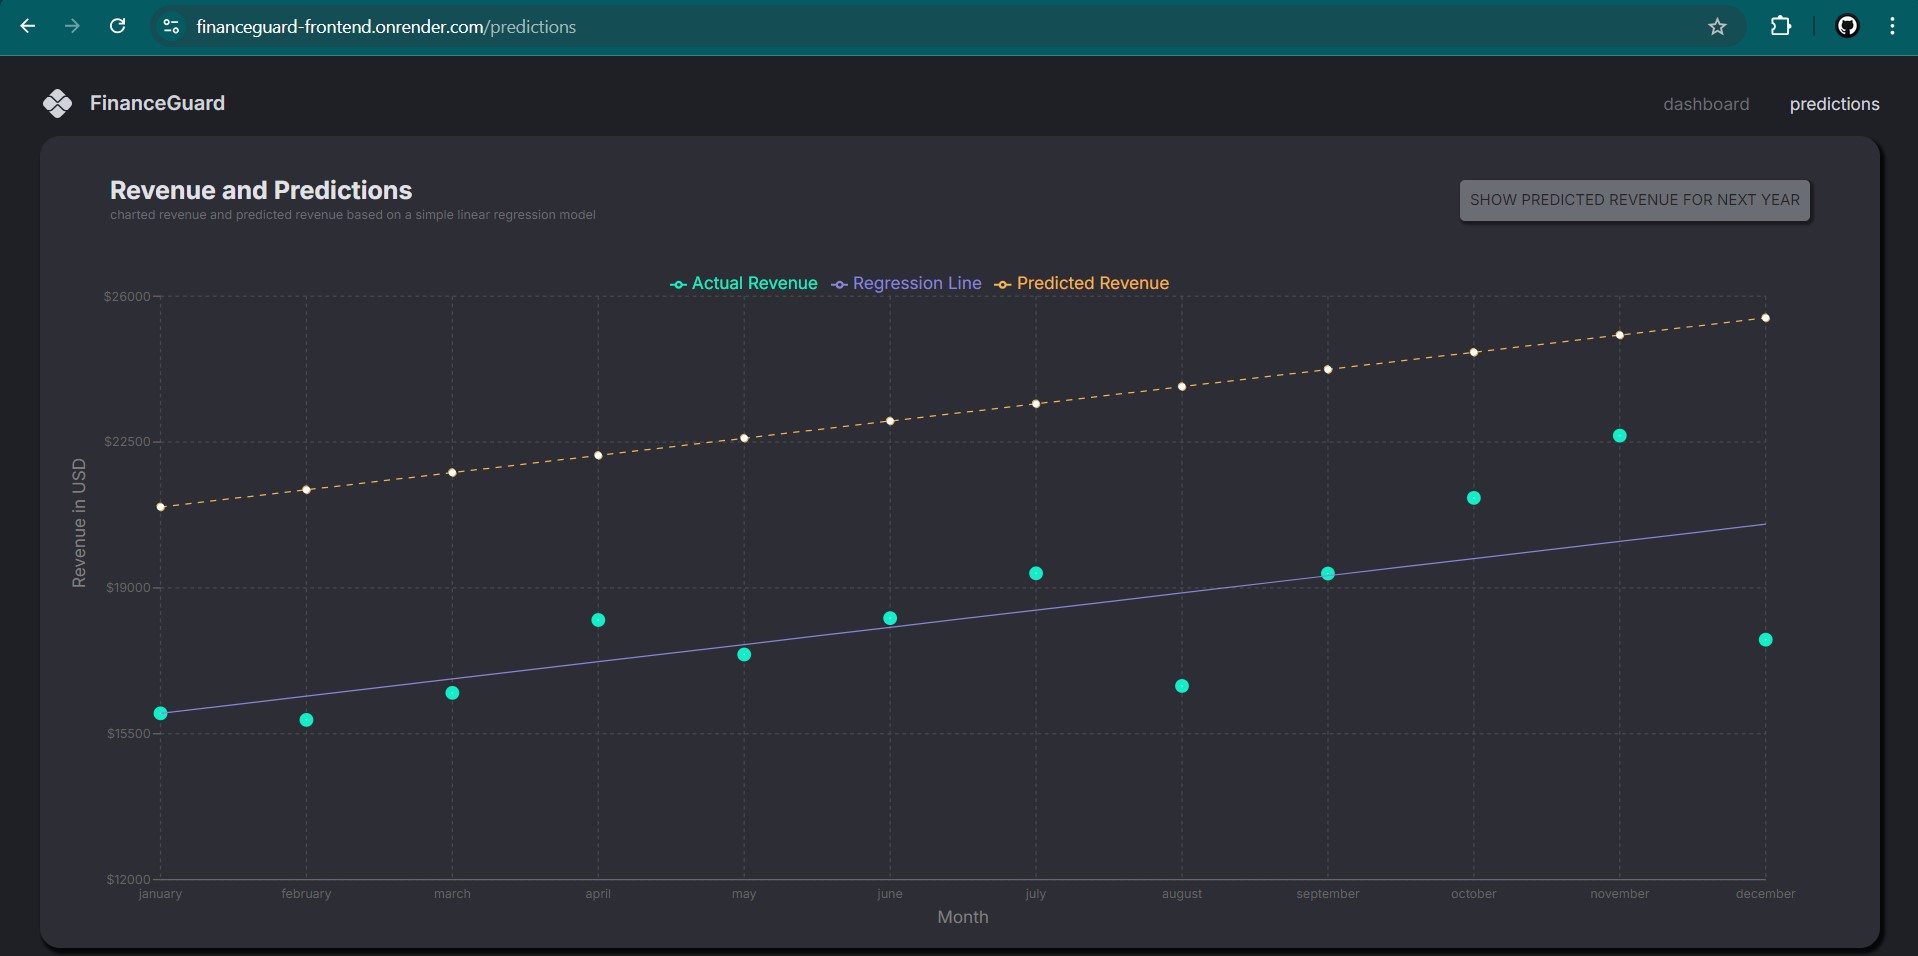 financeguard-frontend.onrender.com/predictions
FinanceGuard
dashboard
predictions
Revenue and Predictions
charted revenue and predicted revenue based on a simple linear regression model
SHOW PREDICTED REVENUE FOR NEXT YEAR
Actual Revenue Regression Line Predicted Revenue
$26000
$22500
$19000
$15500
$12000
Revenue in USD
january february march april may june july august september october november december
Month